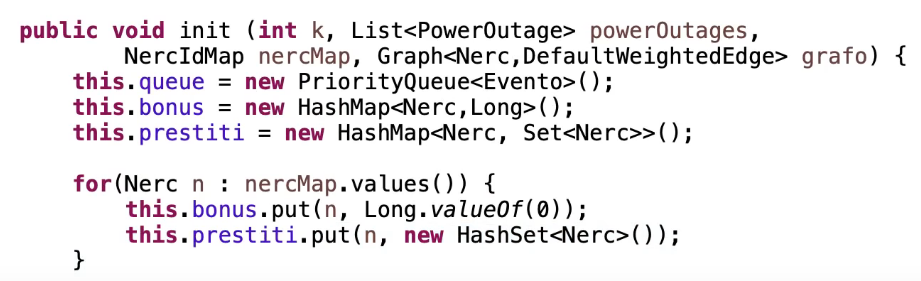 public void init (int k, List<PowerOutage> powerOutages,
        NercIdMap nercMap, Graph<Nerc,DefaultWeightedEdge> grafo) {
    this.queue = new PriorityQueue<Evento>();
    this.bonus = new HashMap<Nerc,Long>();
    this.prestiti = new HashMap<Nerc, Set<Nerc>>();

    for(Nerc n : nercMap.values()) {
        this.bonus.put(n, Long.valueOf(0));
        this.prestiti.put(n, new HashSet<Nerc>());
    }